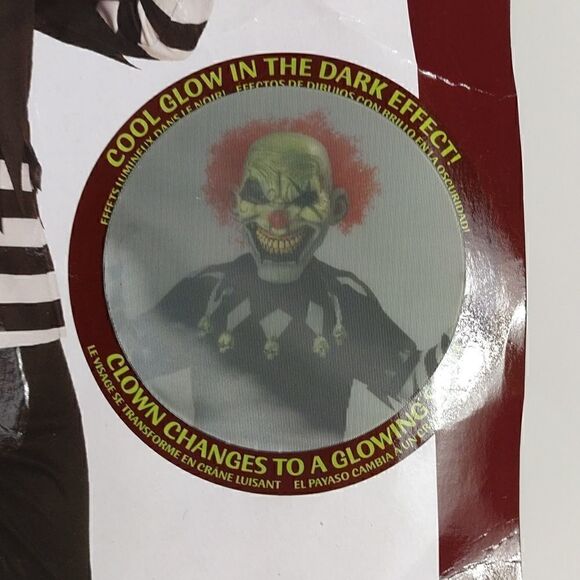 COOL GLOW IN THE DARK EFFECT!
EFFETS LUMINEUX DANS LE NOIR! EFECTOS DE DIBUJOS CON BRILLO EN LA OSCURIDAD!
CLOWN CHANGES TO A GLOWING
LE VISAGE SE TRANSFORME EN CRÂNE LUISANT EL PAYASO CAMBIA A UN